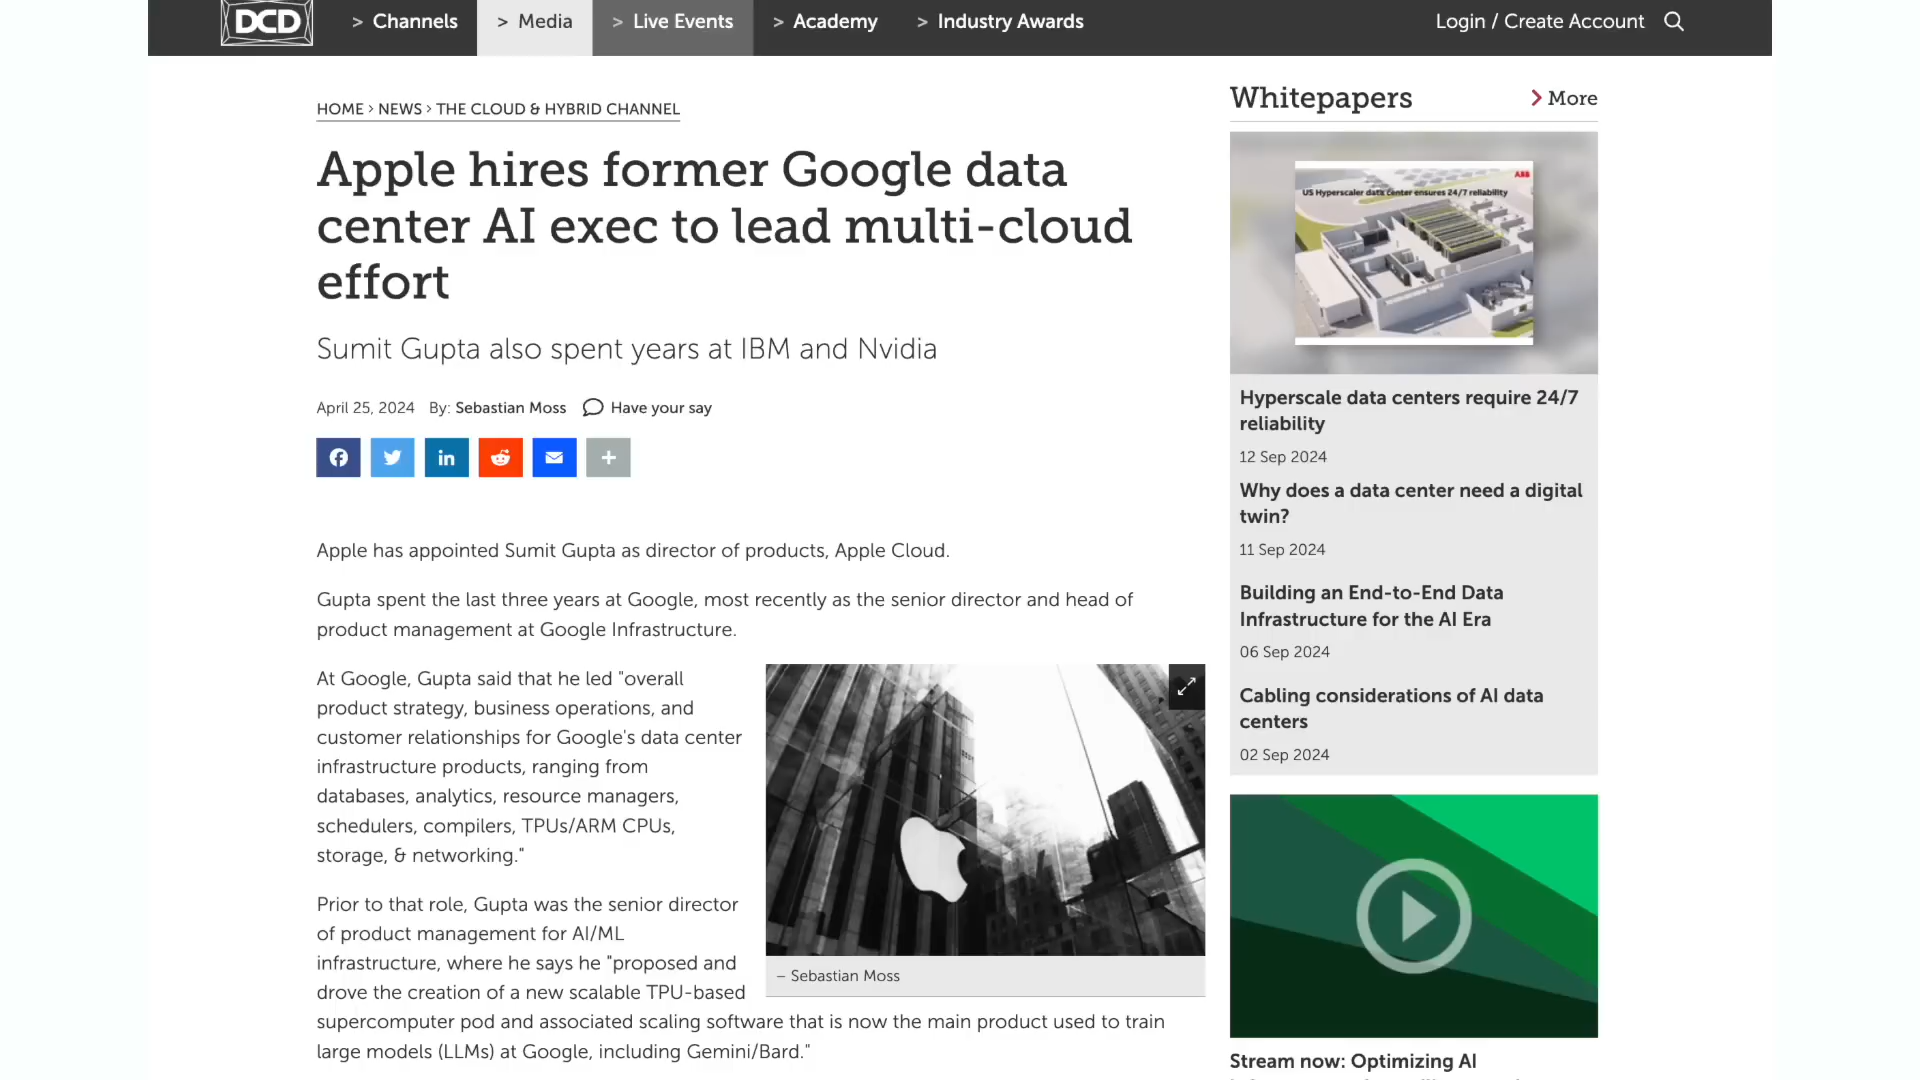 DCD
> Channels
> Media
> Live Events
> Academy
> Industry Awards
Login / Create Account
HOME › NEWS › THE CLOUD & HYBRID CHANNEL
Apple hires former Google data
center AI exec to lead multi-cloud
effort
Sumit Gupta also spent years at IBM and Nvidia
April 25, 2024 By: Sebastian Moss Have your say
Apple has appointed Sumit Gupta as director of products, Apple Cloud.
Gupta spent the last three years at Google, most recently as the senior director and head of
product management at Google Infrastructure.
At Google, Gupta said that he led "overall
product strategy, business operations, and
customer relationships for Google's data center
infrastructure products, ranging from
databases, analytics, resource managers,
schedulers, compilers, TPUs/ARM CPUs,
storage, & networking."
– Sebastian Moss
Prior to that role, Gupta was the senior director
of product management for AI/ML
infrastructure, where he says he "proposed and
drove the creation of a new scalable TPU-based
supercomputer pod and associated scaling software that is now the main product used to train
large models (LLMs) at Google, including Gemini/Bard."
Whitepapers
More
ABB
US Hyperscaler data center ensures 24/7 reliability
Hyperscale data centers require 24/7
reliability
12 Sep 2024
Why does a data center need a digital
twin?
11 Sep 2024
Building an End-to-End Data
Infrastructure for the AI Era
06 Sep 2024
Cabling considerations of AI data
centers
02 Sep 2024
Stream now: Optimizing AI